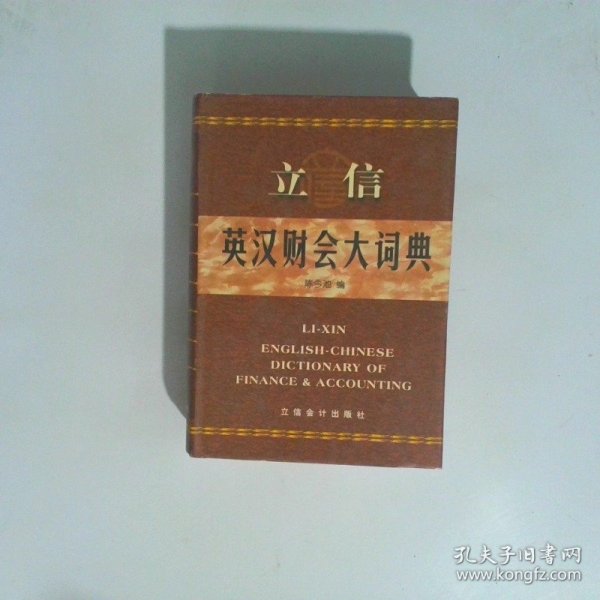 立信
英汉财会大词典
编
LI-XIN
ENGLISH-CHINESE
DICTIONARY OF
FINANCE & ACCOUNTING
立信会计出版社
孔夫子旧书网
www.kongfz.com